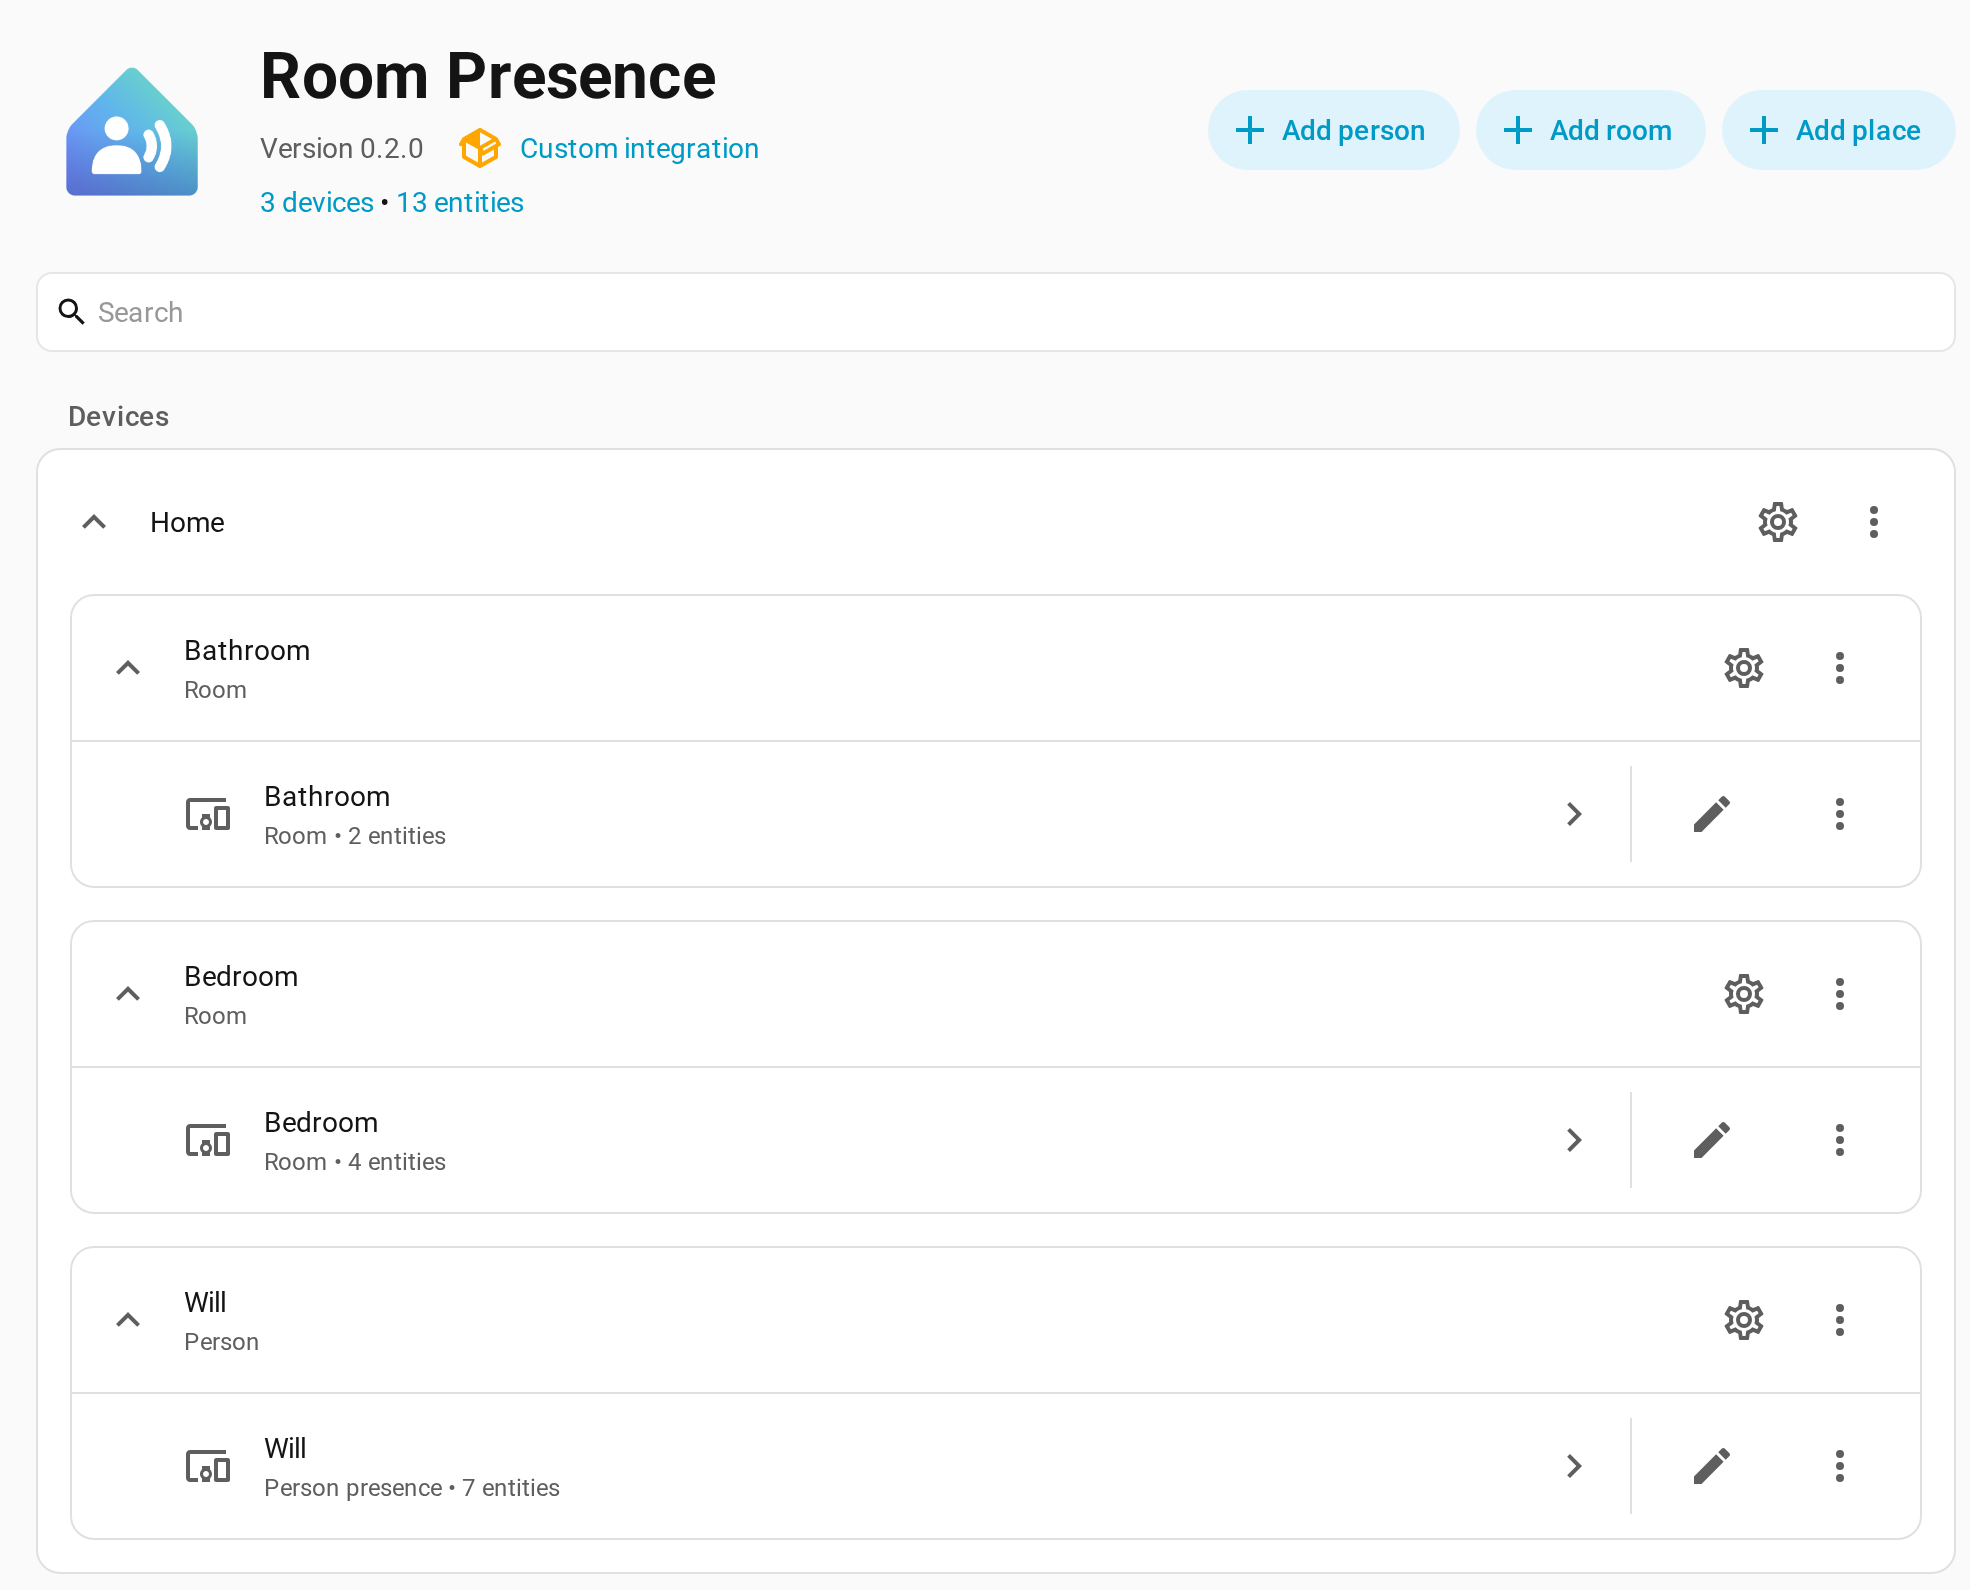 Room Presence
Version 0.2.0 Custom integration
3 devices • 13 entities
Add person Add room Add place
Search
Devices
Home
Bathroom
Room
Bathroom
Room • 2 entities
Bedroom
Room
Bedroom
Room • 4 entities
Will
Person
Will
Person presence • 7 entities